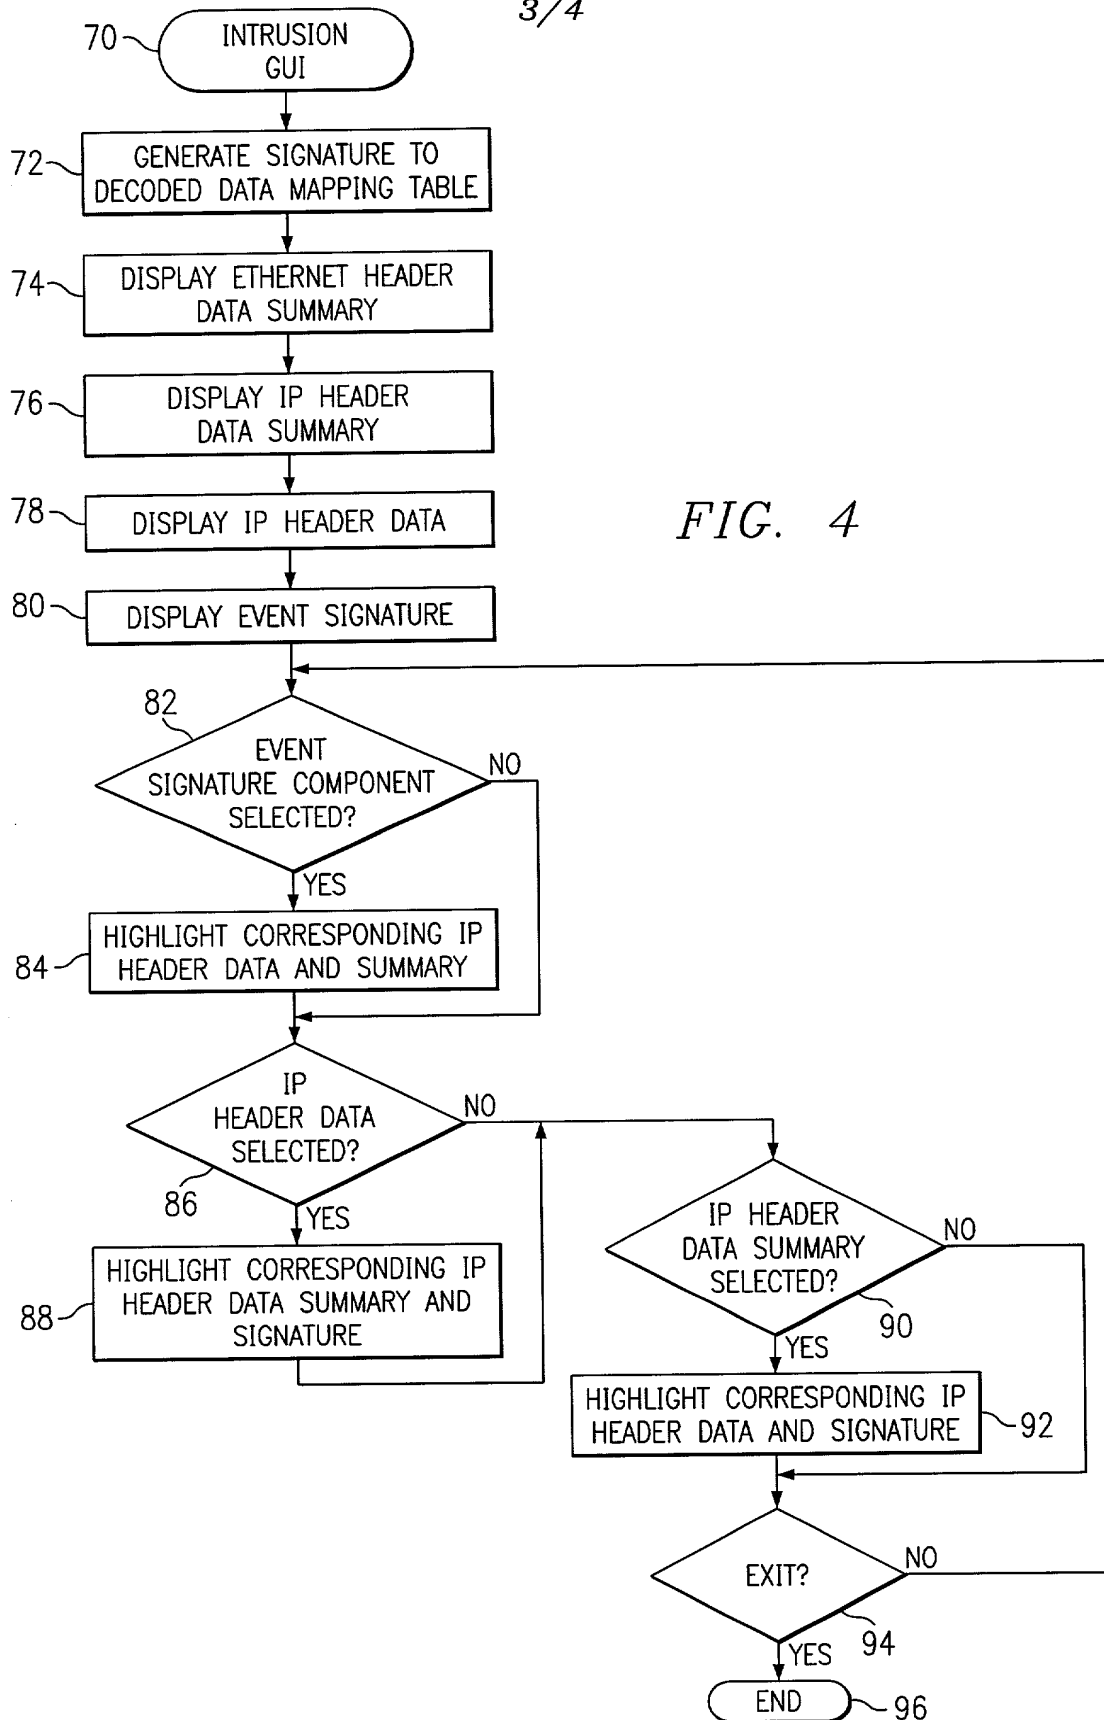 3/4
70
INTRUSION
GUI
72
GENERATE SIGNATURE TO
DECODED DATA MAPPING TABLE
74
DISPLAY ETHERNET HEADER
DATA SUMMARY
76
DISPLAY IP HEADER
DATA SUMMARY
78
DISPLAY IP HEADER DATA
FIG. 4
80
DISPLAY EVENT SIGNATURE
82
EVENT
SIGNATURE COMPONENT
SELECTED?
NO
YES
84
HIGHLIGHT CORRESPONDING IP
HEADER DATA AND SUMMARY
IP
HEADER DATA
SELECTED?
NO
86
YES
88
HIGHLIGHT CORRESPONDING IP
HEADER DATA SUMMARY AND
SIGNATURE
IP HEADER
DATA SUMMARY
SELECTED?
NO
90
YES
HIGHLIGHT CORRESPONDING IP
HEADER DATA AND SIGNATURE
92
EXIT?
NO
94
YES
END
96